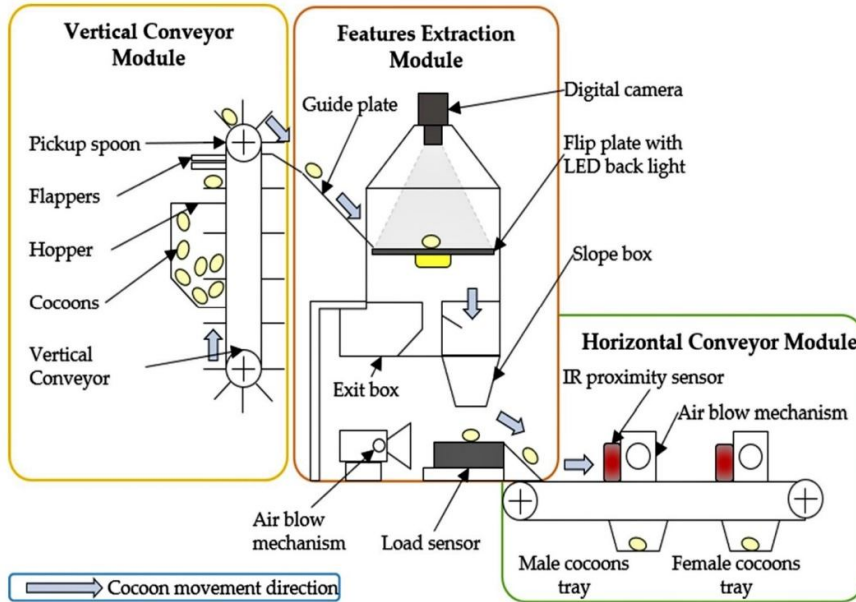 Vertical Conveyor
Module
Features Extraction
Module
Pickup spoon
Flappers
Hopper
Cocoons
Vertical
Conveyor
Guide plate
Digital camera
Flip plate with
LED back light
Slope box
Exit box
Air blow
mechanism
Load sensor
Horizontal Conveyor Module
IR proximity sensor
Air blow mechanism
Male cocoons
tray
Female cocoons
tray
Cocoon movement direction